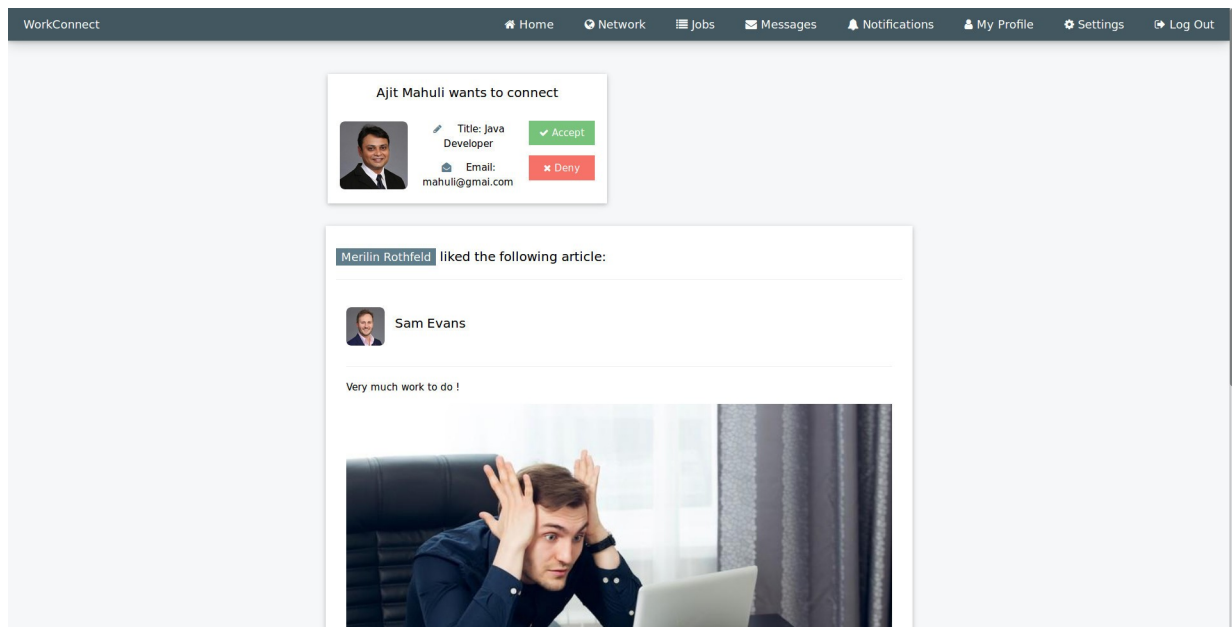 WorkConnect Home Network Jobs Messages Notifications My Profile Settings Log Out
Ajit Mahuli wants to connect
Title: Java
Developer
Accept
Email:
mahuli@gmai.com
Deny
Merilin Rothfeld liked the following article:
Sam Evans
Very much work to do !